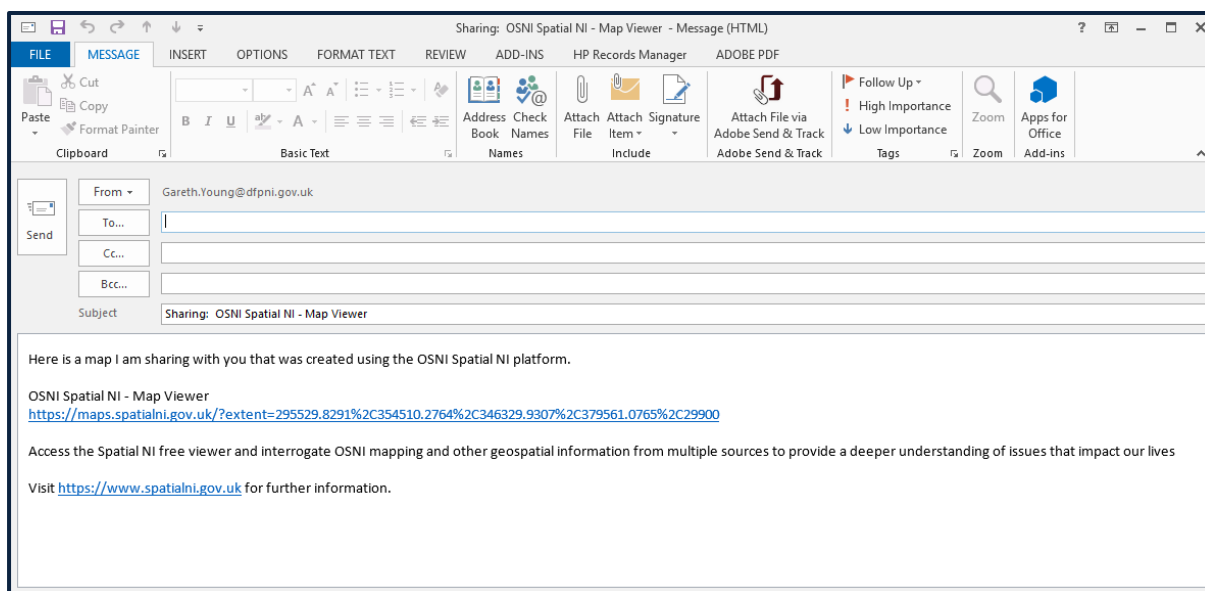 Sharing: OSNI Spatial NI - Map Viewer - Message (HTML)
?
FILE MESSAGE INSERT OPTIONS FORMAT TEXT REVIEW ADD-INS HP Records Manager ADOBE PDF
Paste
Cut
Copy
Format Painter
Clipboard
B I U
Basic Text
Address Book
Check Names
Names
Attach File
Attach Item
Signature
Include
Attach File via
Adobe Send & Track
Adobe Send & Track
Follow Up
High Importance
Low Importance
Tags
Zoom
Zoom
Apps for
Office
Add-ins
Send
From Gareth.Young@dfpni.gov.uk
To...
Cc...
Bcc...
Subject Sharing: OSNI Spatial NI - Map Viewer
Here is a map I am sharing with you that was created using the OSNI Spatial NI platform.
OSNI Spatial NI - Map Viewer
https://maps.spatialni.gov.uk/?extent=295529.8291%2C354510.2764%2C346329.9307%2C379561.0765%2C29900
Access the Spatial NI free viewer and interrogate OSNI mapping and other geospatial information from multiple sources to provide a deeper understanding of issues that impact our lives
Visit https://www.spatialni.gov.uk for further information.